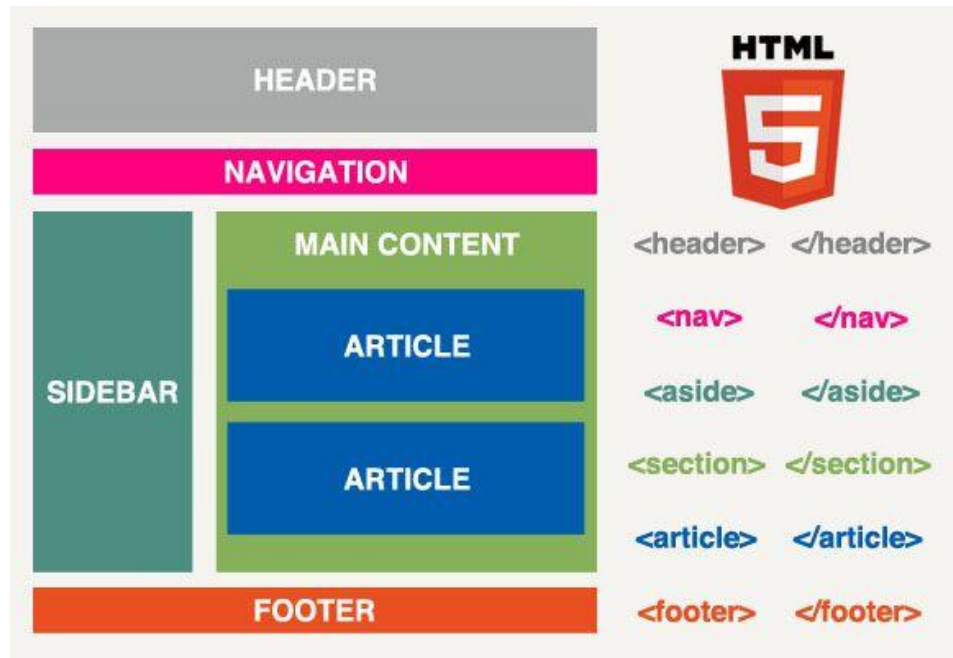 HEADER
NAVIGATION
SIDEBAR
MAIN CONTENT
ARTICLE
ARTICLE
FOOTER
HTML
5
<header> </header>
<nav> </nav>
<aside> </aside>
<section> </section>
<article> </article>
<footer> </footer>